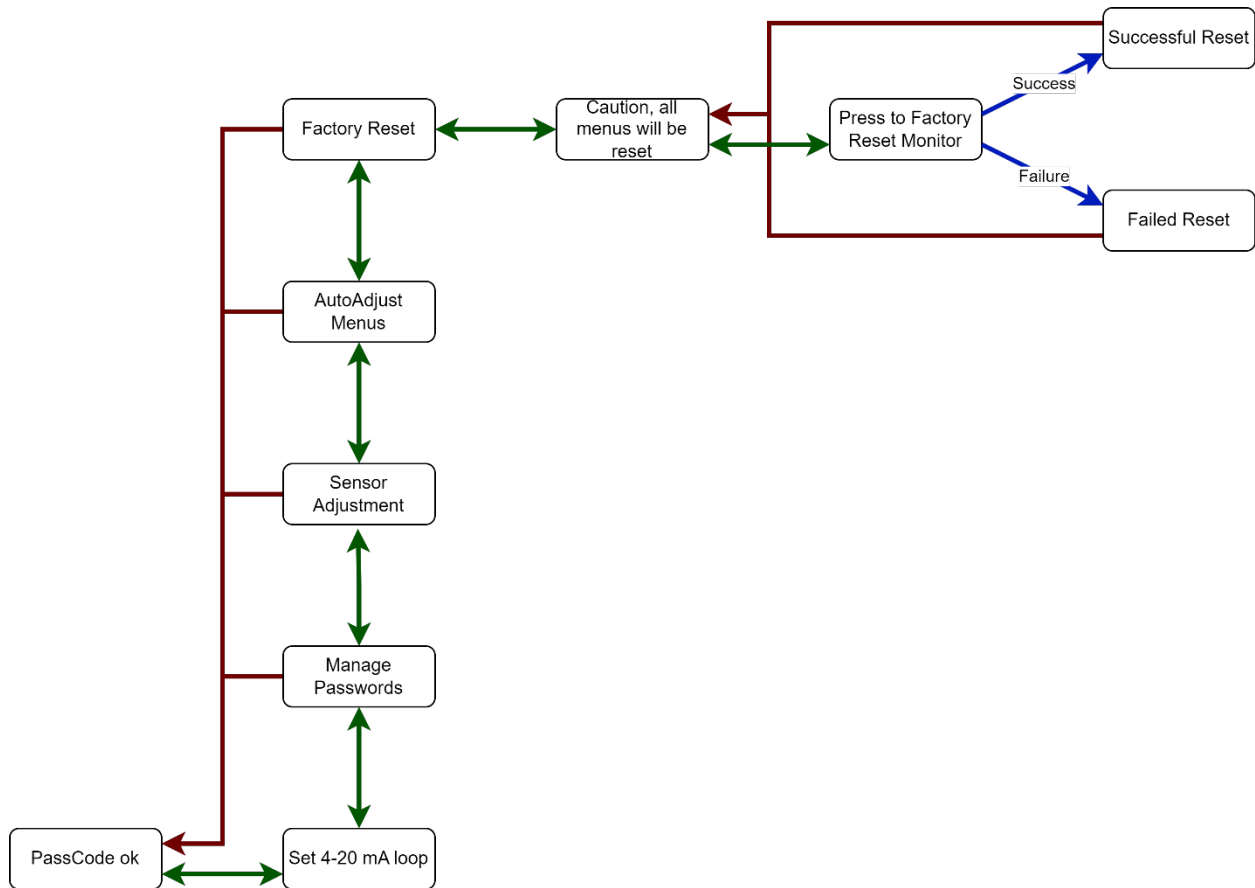 Successful Reset
Success
Factory Reset
Caution, all
menus will be
reset
Press to Factory
Reset Monitor
Failure
Failed Reset
AutoAdjust
Menus
Sensor
Adjustment
Manage
Passwords
PassCode ok
Set 4-20 mA loop